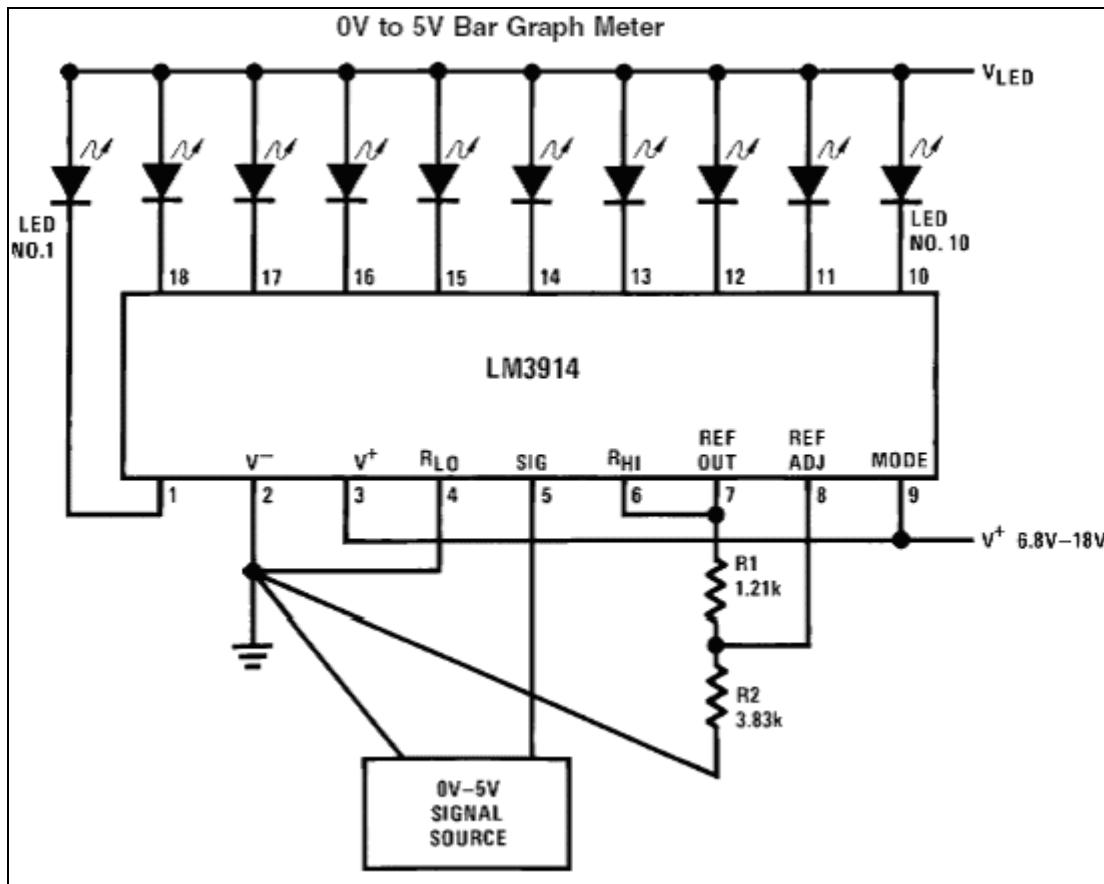 0V to 5V Bar Graph Meter
VLED
LED
NO.1
LED
NO. 10
18 17 16 15 14 13 12 11 10
LM3914
V− V+ RLO SIG RHI REF OUT REF ADJ MODE
1 2 3 4 5 6 7 8 9
V+ 6.8V–18V
R1
1.21k
R2
3.83k
0V–5V
SIGNAL
SOURCE